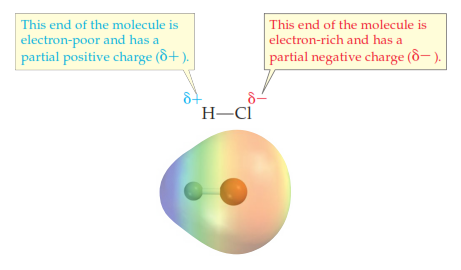 This end of the molecule is
electron-poor and has a
partial positive charge (δ+).
This end of the molecule is
electron-rich and has a
partial negative charge (δ−).
δ+ δ−
H—Cl